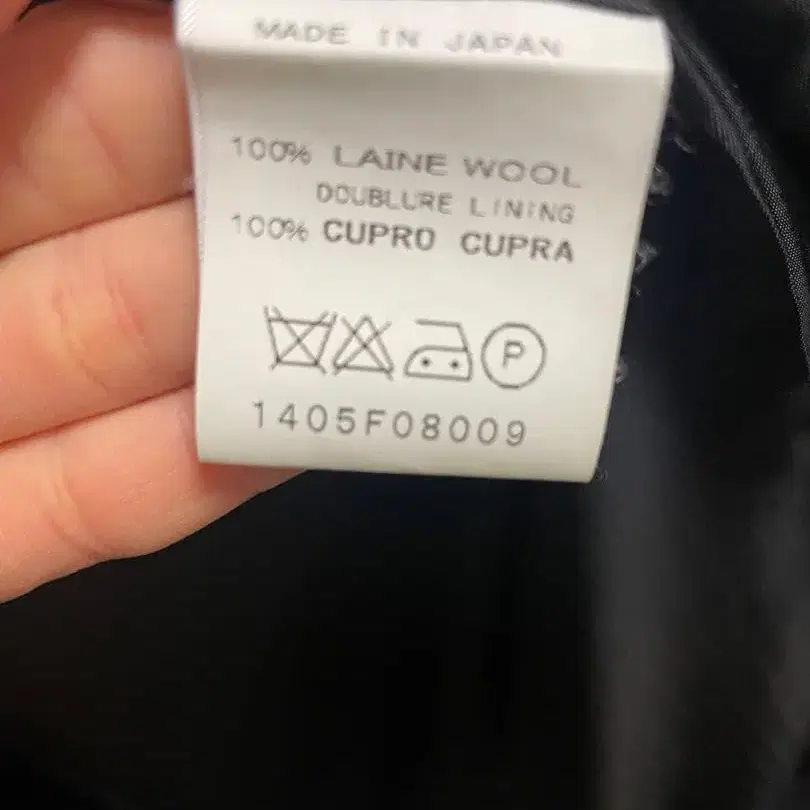 MADE IN JAPAN
100% LAINE WOOL
DOUBLURE LINING
100% CUPRO CUPRA
P
1405F08009